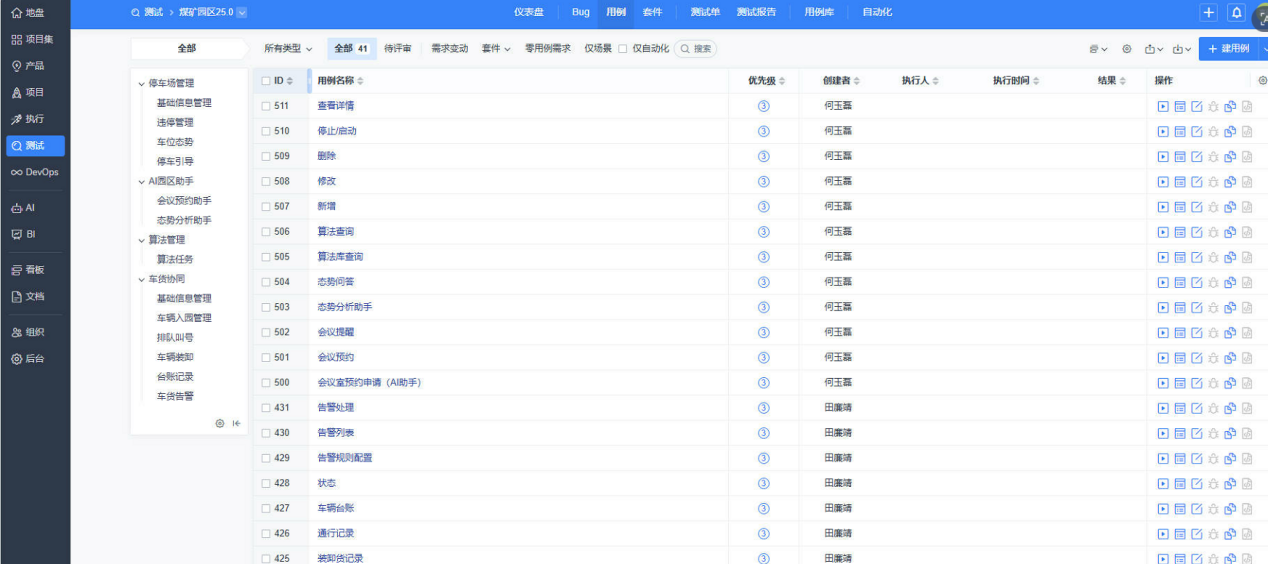 地盘
项目集
产品
项目
执行
测试
DevOps
AI
BI
看板
文档
组织
后台
测试 > 煤矿园区25.0
仪表盘 Bug 用例 套件 测试单 测试报告 用例库 自动化
全部
所有类型 全部 41 待评审 需求变动 套件 零用例需求 仅场景 仅自动化 搜索
+ 建用例
停车场管理
基础信息管理
违停管理
车位态势
停车引导
AI园区助手
会议预约助手
态势分析助手
算法管理
算法任务
车货协同
基础信息管理
车辆入园管理
排队叫号
车辆装卸
台账记录
车货告警
ID 用例名称 优先级 创建者 执行人 执行时间 结果 操作
511 查看详情 3 何玉磊
510 停止/启动 3 何玉磊
509 删除 3 何玉磊
508 修改 3 何玉磊
507 新增 3 何玉磊
506 算法查询 3 何玉磊
505 算法库查询 3 何玉磊
504 态势问答 3 何玉磊
503 态势分析助手 3 何玉磊
502 会议提醒 3 何玉磊
501 会议预约 3 何玉磊
500 会议室预约申请（AI助手） 3 何玉磊
431 告警处理 3 田廉靖
430 告警列表 3 田廉靖
429 告警规则配置 3 田廉靖
428 状态 3 田廉靖
427 车辆台账 3 田廉靖
426 通行记录 3 田廉靖
425 装卸货记录 3 田廉靖